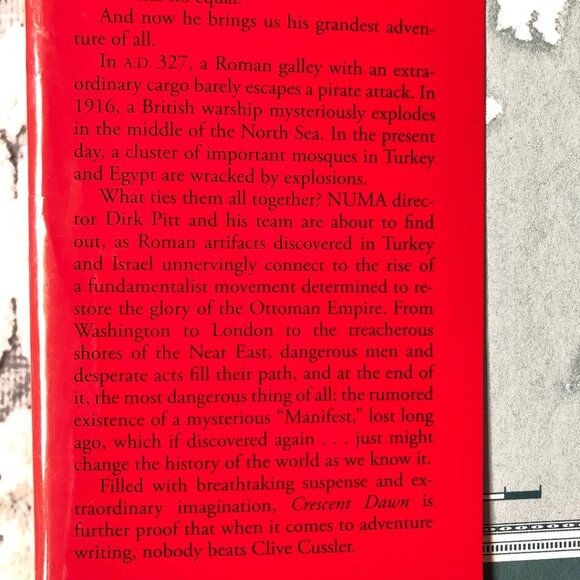 has no equal.
And now he brings us his grandest adven-
ture of all.
In A.D. 327, a Roman galley with an extra-
ordinary cargo barely escapes a pirate attack. In
1916, a British warship mysteriously explodes
in the middle of the North Sea. In the present
day, a cluster of important mosques in Turkey
and Egypt are wracked by explosions.
What ties them all together? NUMA direc-
tor Dirk Pitt and his team are about to find
out, as Roman artifacts discovered in Turkey
and Israel unnervingly connect to the rise of
a fundamentalist movement determined to re-
store the glory of the Ottoman Empire. From
Washington to London to the treacherous
shores of the Near East, dangerous men and
desperate acts fill their path, and at the end of
it, the most dangerous thing of all: the rumored
existence of a mysterious “Manifest,” lost long
ago, which if discovered again . . . just might
change the history of the world as we know it.
Filled with breathtaking suspense and ex-
traordinary imagination, Crescent Dawn is
further proof that when it comes to adventure
writing, nobody beats Clive Cussler.